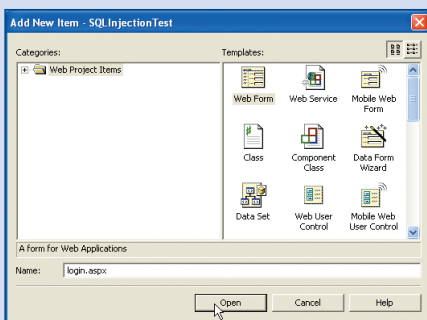 Add New Item - SQLInjectionTest
Categories:
Templates:
Web Project Items
Web Form
Web Service
Mobile Web
Form
Class
Component
Class
Data Form
Wizard
Data Set
Web User
Control
Mobile Web
User Control
A form for Web Applications
Name:
login.aspx
Open
Cancel
Help